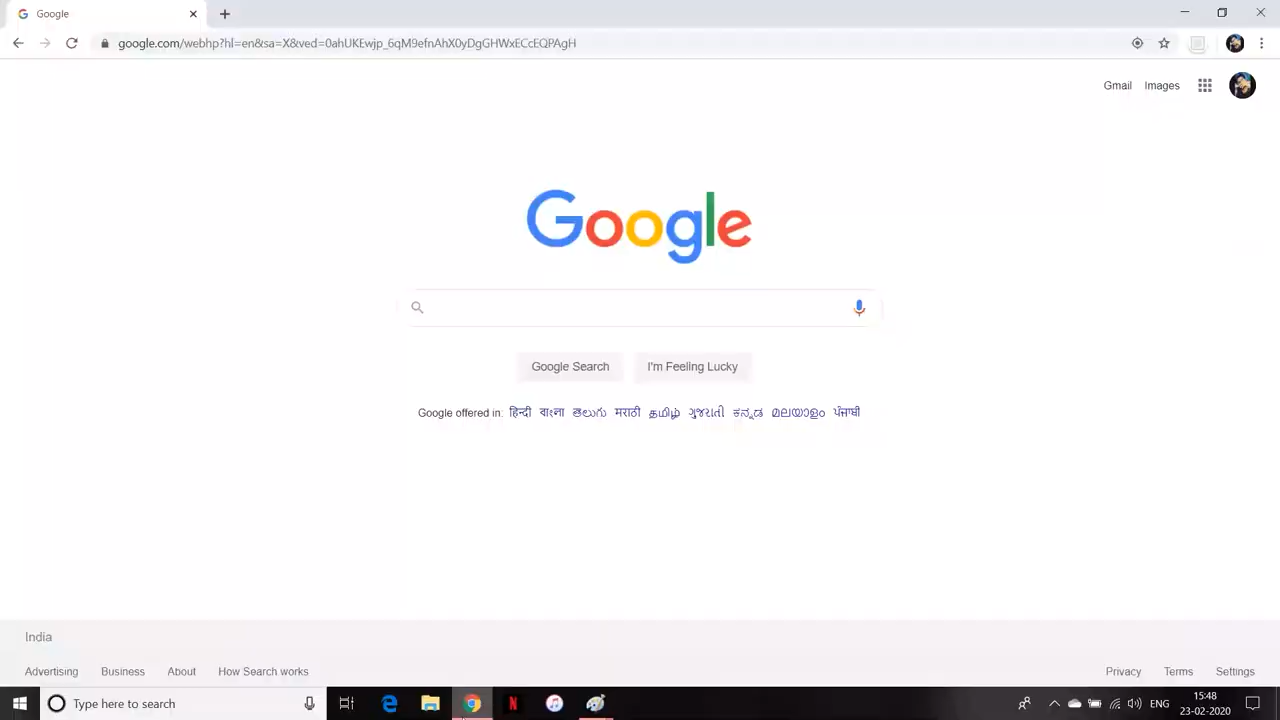 Google
google.com/webhp?hl=en&sa=X&ved=0ahUKEwjp_6qM9efnAhX0yDgGHWxECcEQPAgH
Gmail Images
Google
Google Search I'm Feeling Lucky
Google offered in: हिन्दी বাংলা తెలుగు मराठी தமிழ் ગુજરાતી ಕನ್ನಡ മലയാളം ਪੰਜਾਬੀ
India
Advertising Business About How Search works Privacy Terms Settings
Type here to search ENG 15:48
23-02-2020